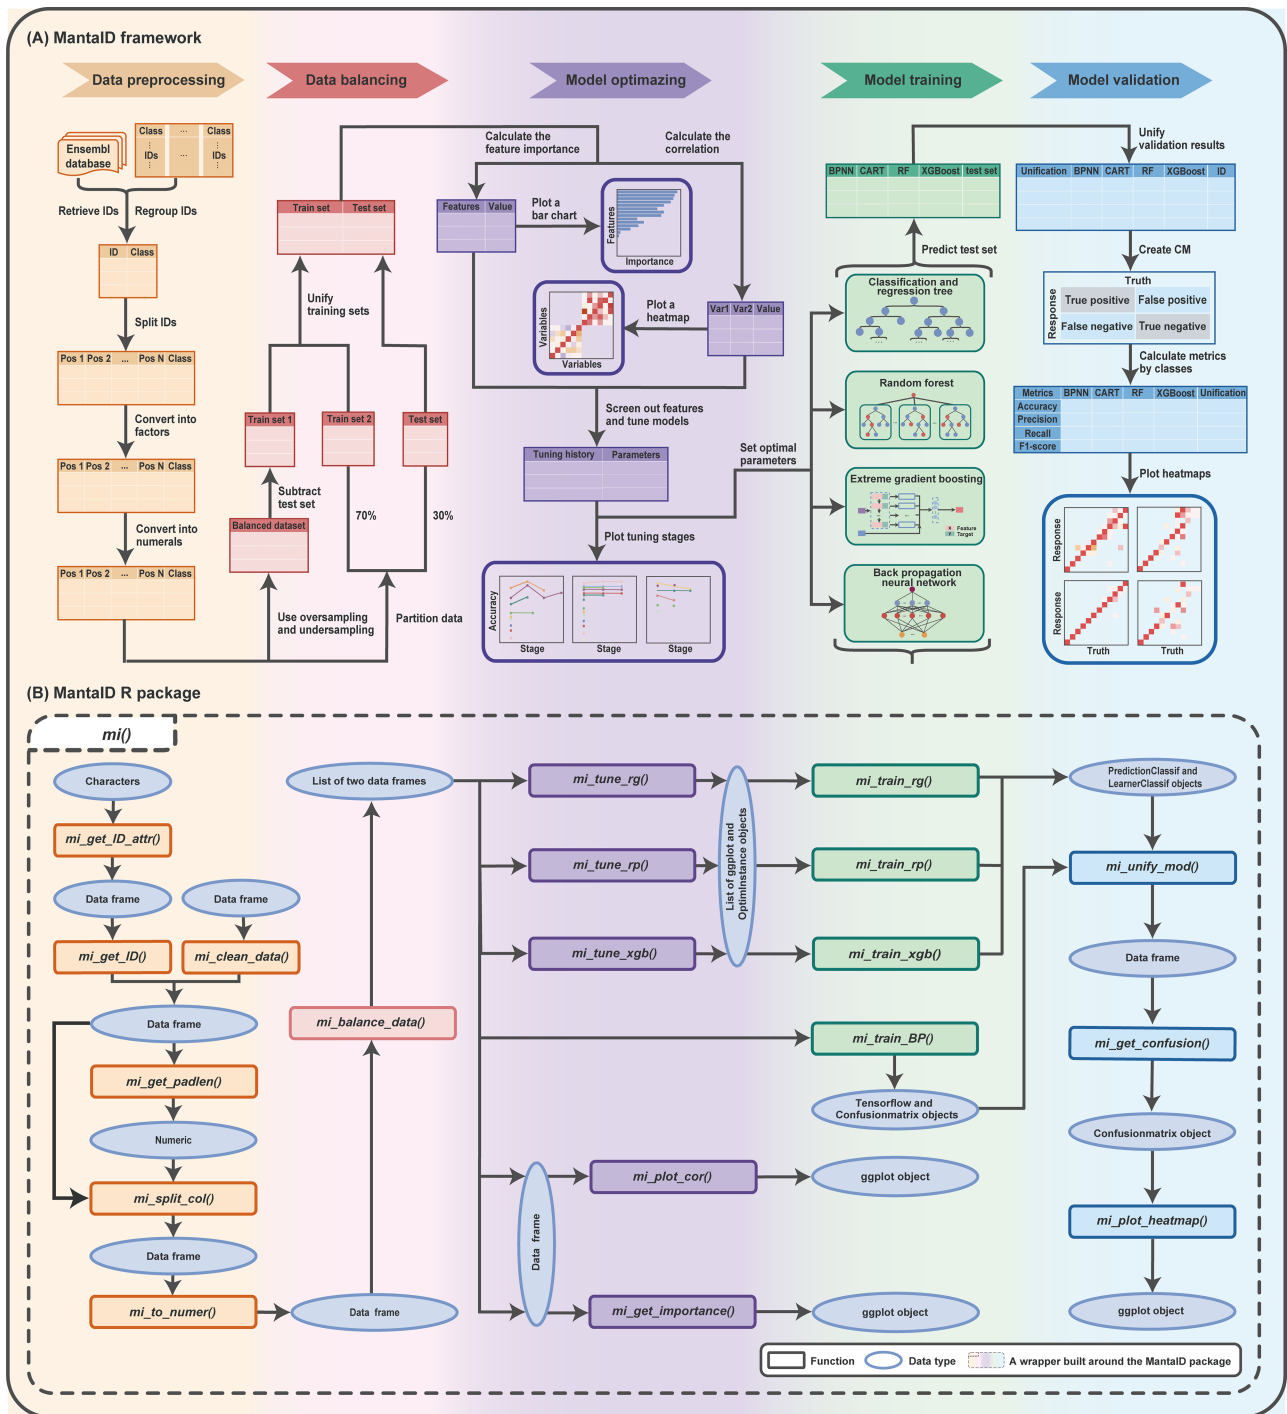 (A) MantaID framework
Data preprocessing
Data balancing
Model optimazing
Model training
Model validation
Ensembl
database
Class ... Class
IDs ... IDs
Retrieve IDs
Regroup IDs
ID Class
Split IDs
Pos 1 Pos 2 ... Pos N Class
Convert into
factors
Pos 1 Pos 2 ... Pos N Class
Convert into
numerals
Pos 1 Pos 2 ... Pos N Class
Train set Test set
Unify
training sets
Train set 1
Train set 2
Test set
Subtract
test set
Balanced dataset
70%
30%
Use oversampling
and undersampling
Partition data
Calculate the
feature importance
Calculate the
correlation
Features Value
Plot a
bar chart
Features
Importance
Variables
Variables
Plot a
heatmap
Var1 Var2 Value
Screen out features
and tune models
Tuning history Parameters
Set optimal
parameters
Plot tuning stages
Accuracy
Stage
Stage
Stage
BPNN CART RF XGBoost test set
Predict test set
Classification and
regression tree
...
...
...
...
Random forest
Extreme gradient boosting
Feature
Target
Back propagation
neural network
Unify
validation results
Unification BPNN CART RF XGBoost ID
Create CM
Truth
Response
True positive False positive
False negative True negative
Calculate metrics
by classes
Metrics BPNN CART RF XGBoost Unification
Accuracy
Precision
Recall
F1-score
Plot heatmaps
Response
Response
Truth
Truth
(B) MantaID R package
mi()
Characters
mi_get_ID_attr()
Data frame
Data frame
mi_get_ID()
mi_clean_data()
Data frame
mi_get_padlen()
Numeric
mi_split_col()
Data frame
mi_to_numer()
List of two data frames
mi_balance_data()
Data frame
mi_tune_rg()
mi_tune_rp()
mi_tune_xgb()
List of ggplot and
OptimInstance objects
mi_train_rg()
mi_train_rp()
mi_train_xgb()
mi_train_BP()
Tensorflow and
Confusionmatrix objects
Data frame
mi_plot_cor()
ggplot object
mi_get_importance()
ggplot object
PredictionClassif and
LearnerClassif objects
mi_unify_mod()
Data frame
mi_get_confusion()
Confusionmatrix object
mi_plot_heatmap()
ggplot object
Function
Data type
A wrapper built around the MantaID package